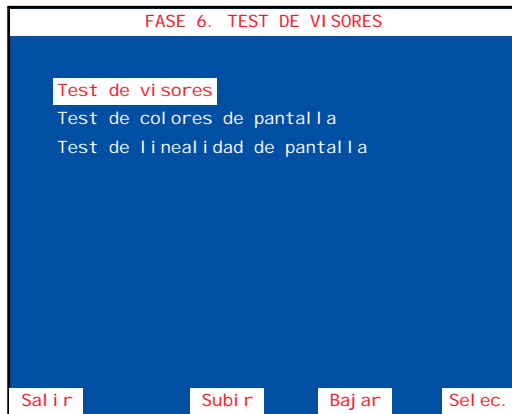 FASE 6. TEST DE VISORES
Test de visores
Test de colores de pantalla
Test de linealidad de pantalla
Salir Subir Bajar Selec.